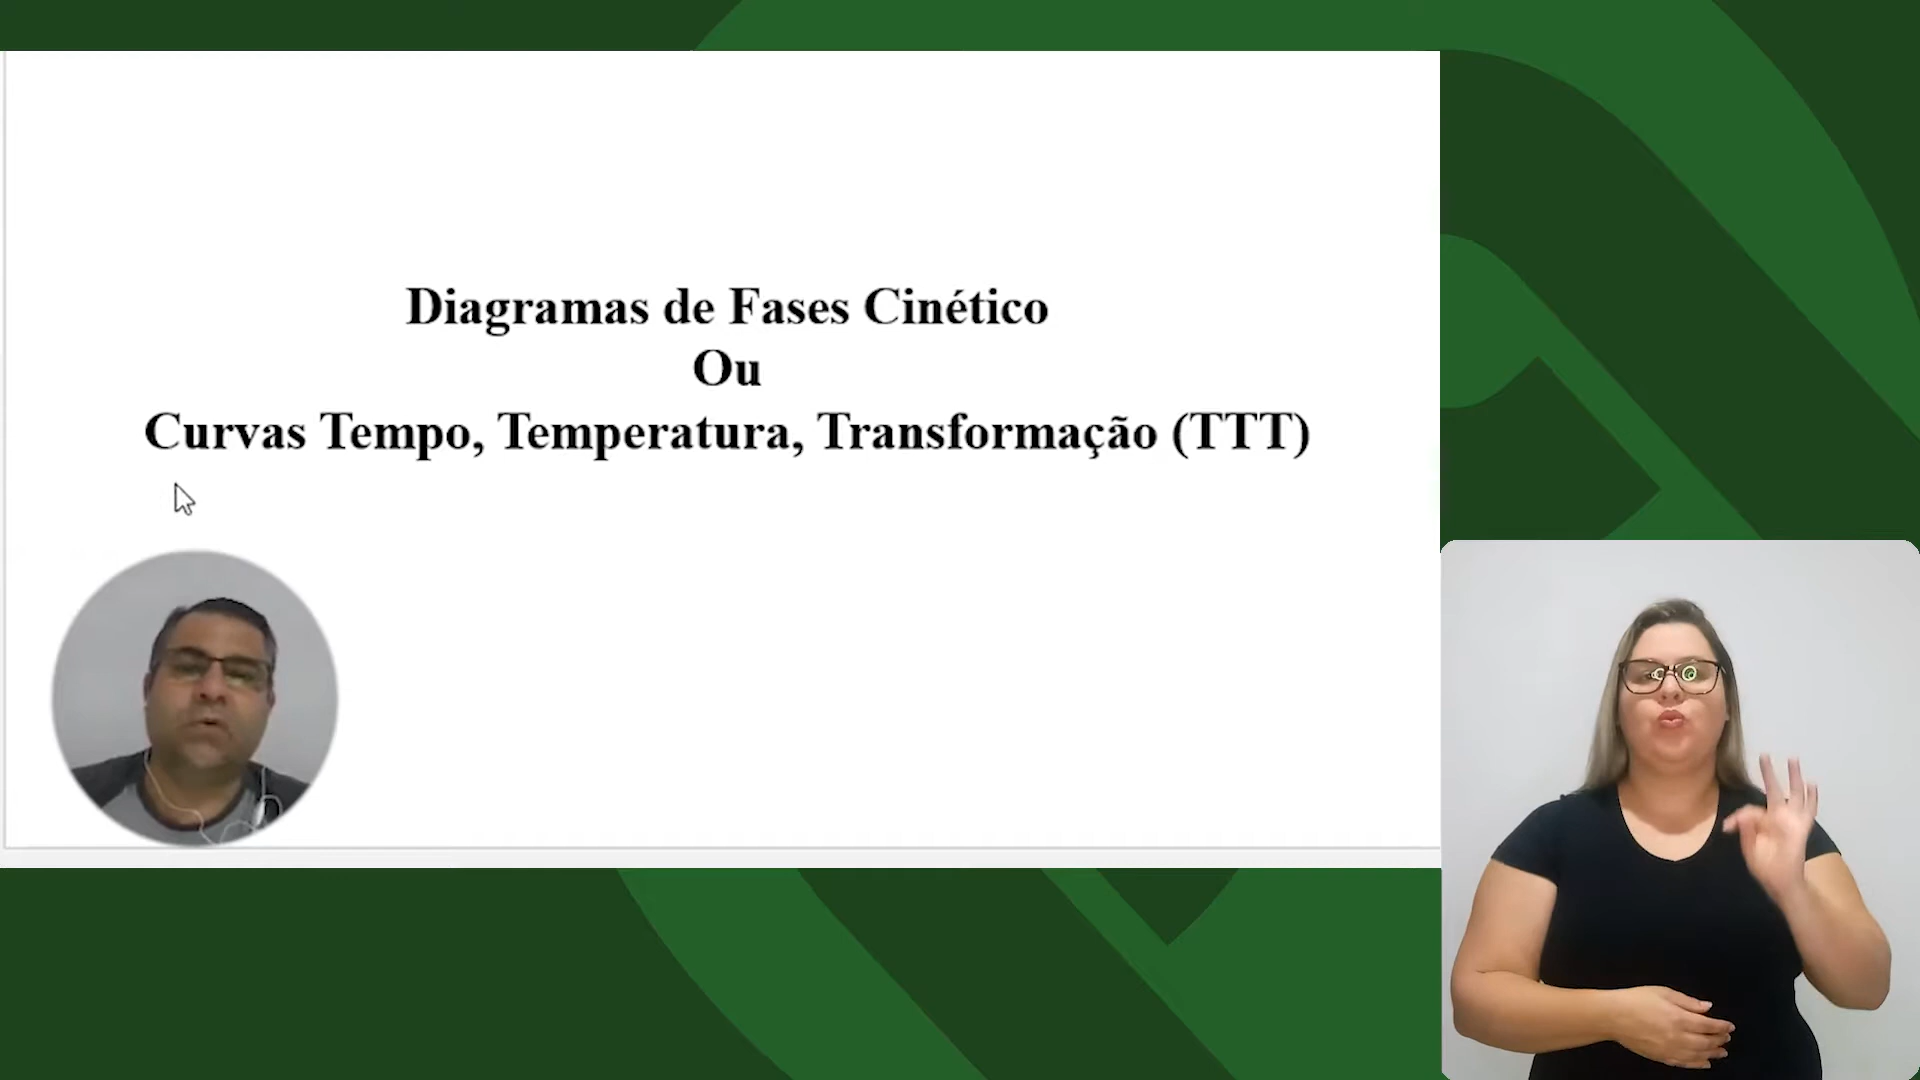 Diagramas de Fases Cinético
Ou
Curvas Tempo, Temperatura, Transformação (TTT)